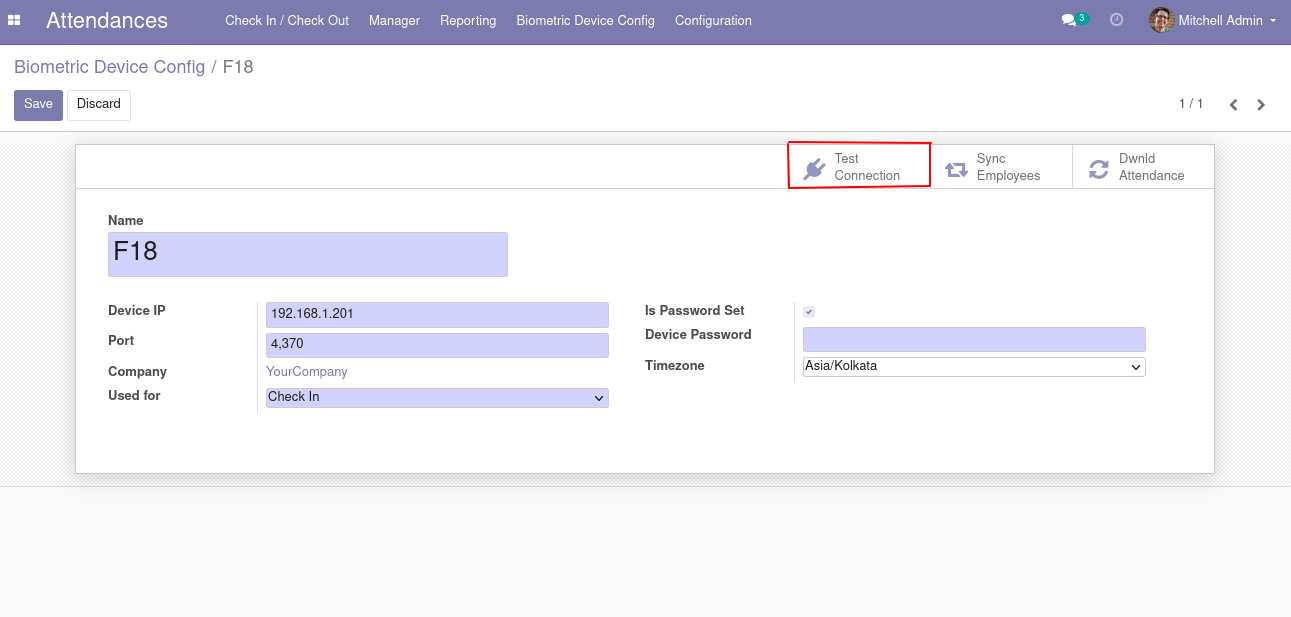 Attendances
Check In / Check Out Manager Reporting Biometric Device Config Configuration
3
Mitchell Admin
Biometric Device Config / F18
Save Discard
1 / 1
Test Connection
Sync Employees
Dwnld Attendance
Name
F18
Device IP
192.168.1.201
Port
4,370
Company
YourCompany
Used for
Check In
Is Password Set
Device Password
Timezone
Asia/Kolkata